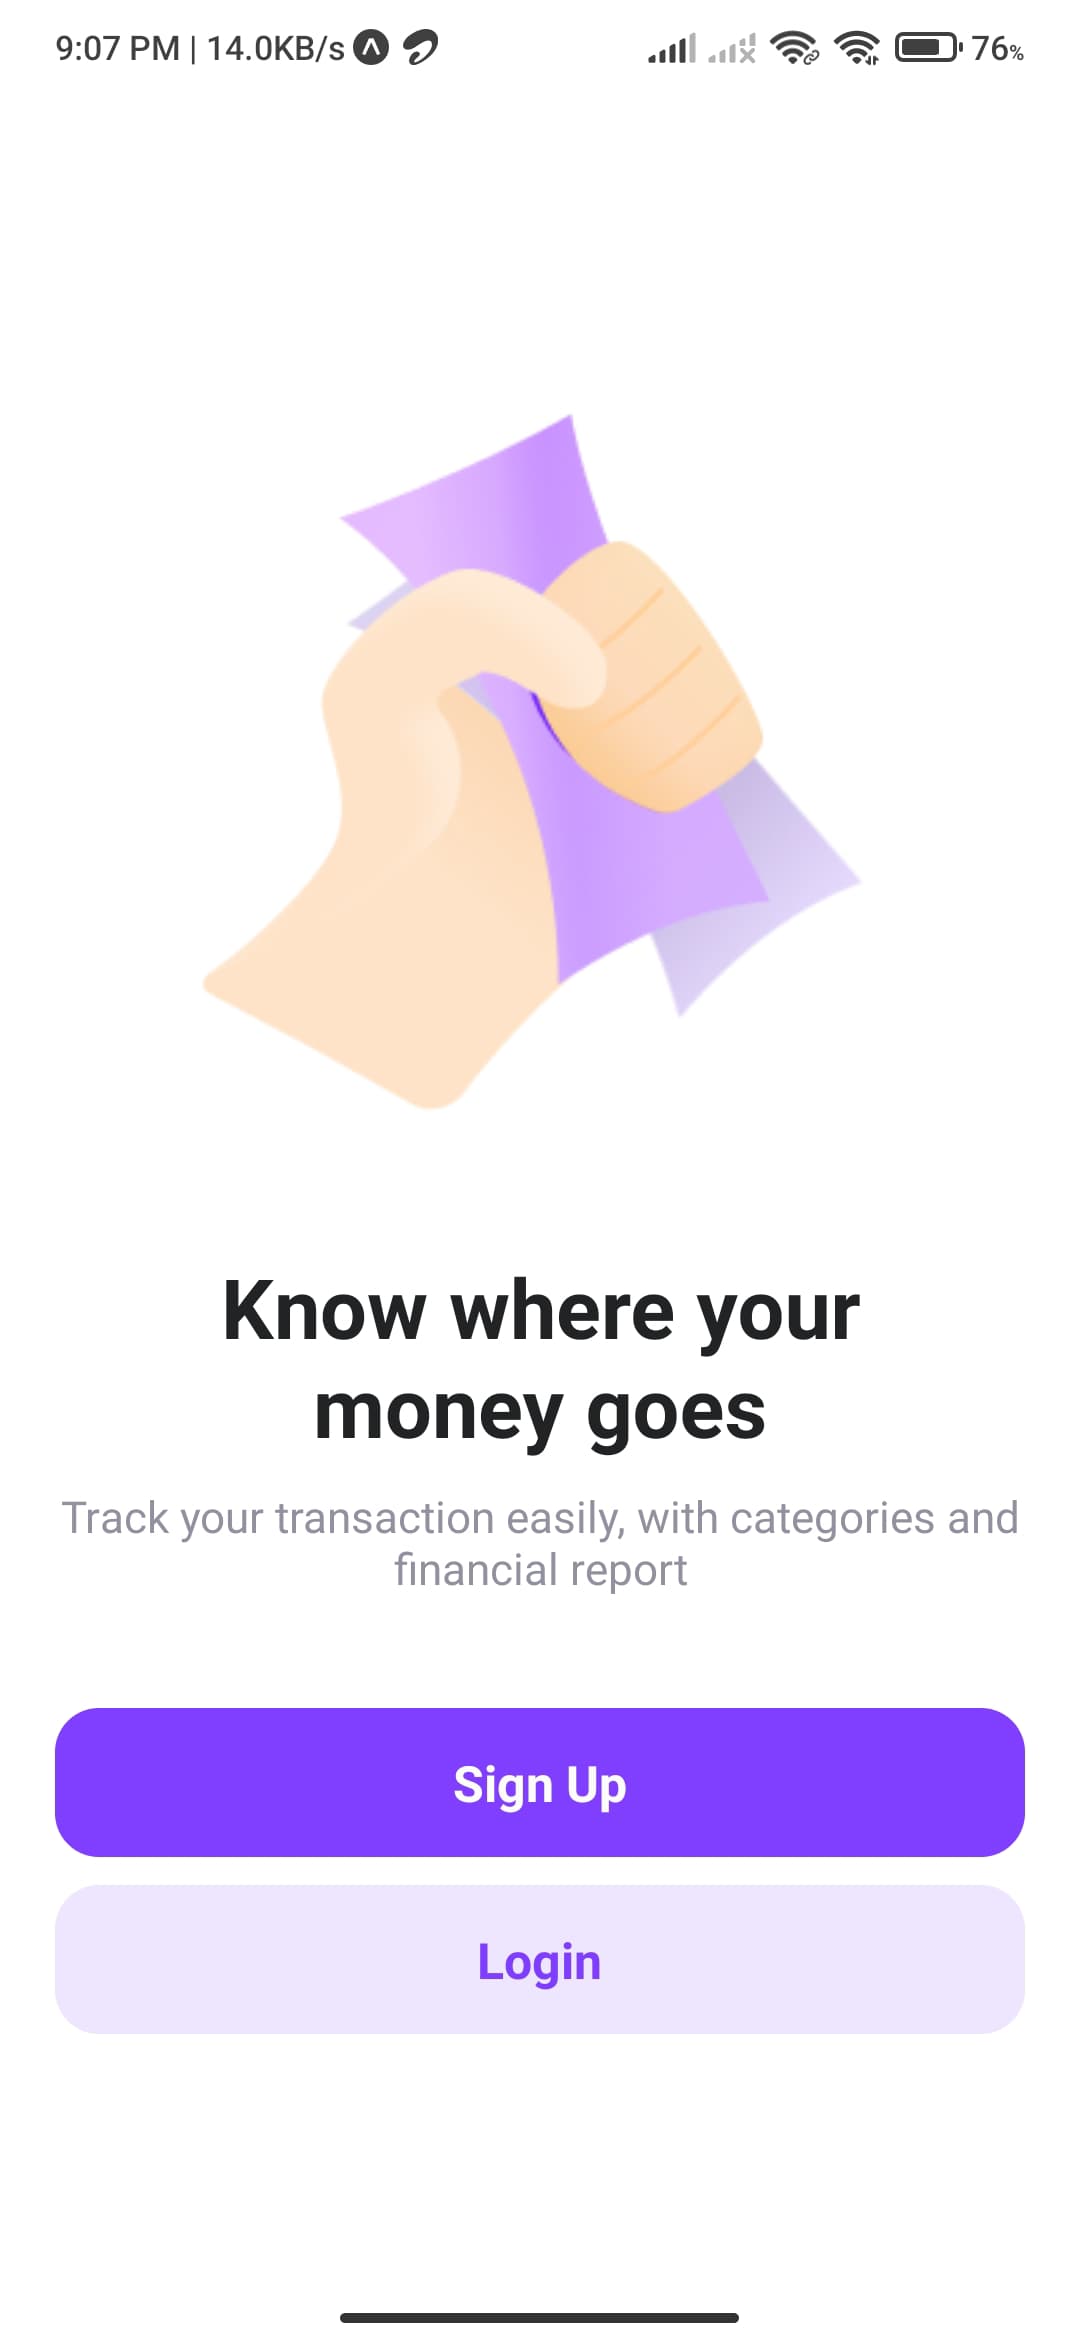 9:07 PM | 14.0KB/s 76%
Know where your
money goes
Track your transaction easily, with categories and
financial report
Sign Up
Login